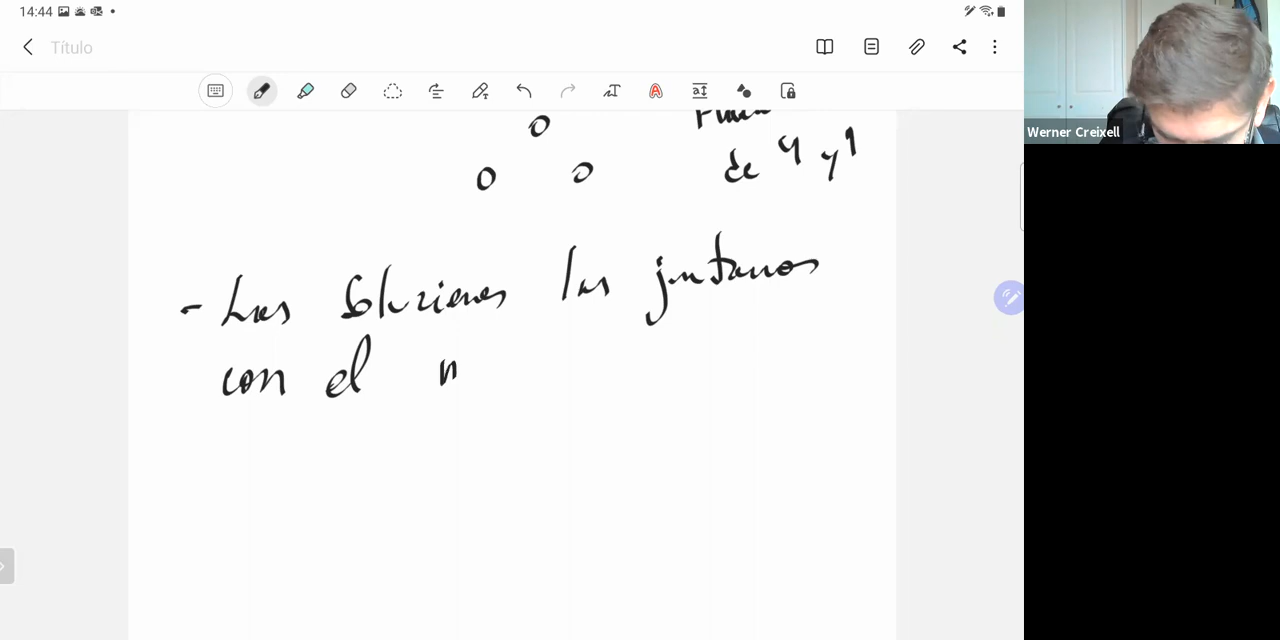 14:44
Título
de 4 y 1
- Las soluciones las juntamos
con el n
Werner Creixell